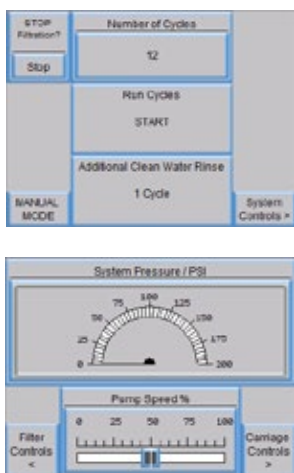 STOP
Filtration?
Stop
Number of Cycles
12
Run Cycles
START
Additional Clean Water Rinse
1 Cycle
MANUAL
MODE
System
Controls >
System Pressure / PSI
0 25 50 75 100 125 150 175 200
Pump Speed %
0 25 50 75 100
Filter
Controls
<
Carriage
Controls
>